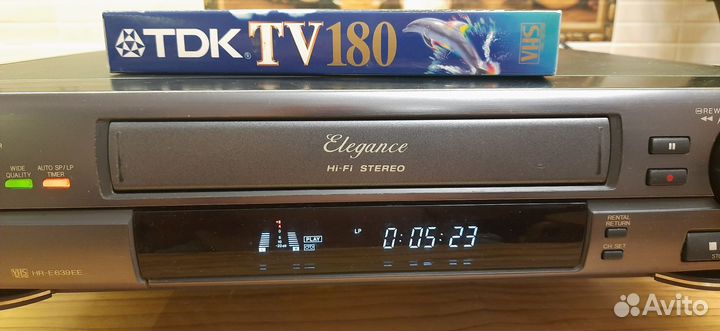 TDK TV180 VHS
REW
WIDE QUALITY
AUTO SP/LP TIMER
Elegance
Hi-Fi STEREO
PLAY
LP 0:05:23
RENTAL RETURN
CH SET
VHS HR-E639EE
Avito